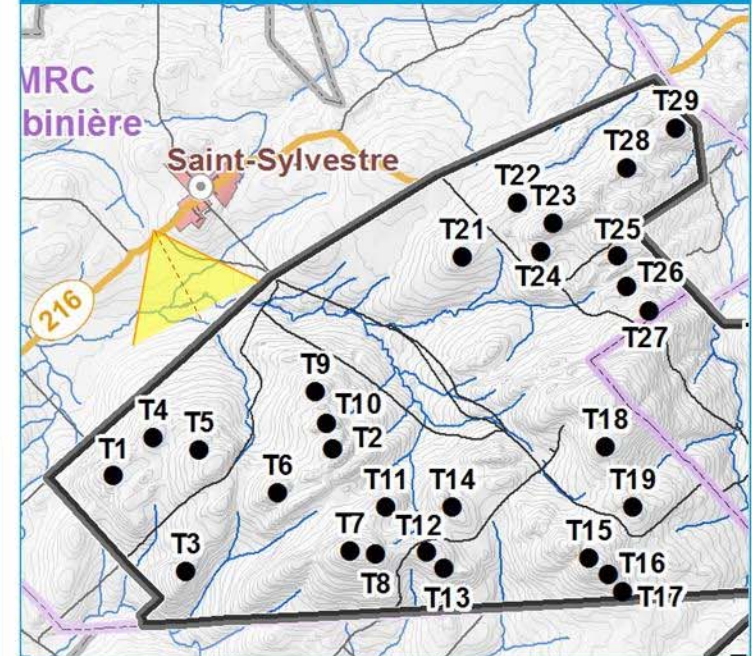 MRC
binière
Saint-Sylvestre
216
T29
T28
T22
T23
T21
T24
T25
T26
T27
T9
T10
T4
T5
T2
T1
T18
T6
T11
T14
T19
T7
T12
T15
T3
T8
T13
T16
T17